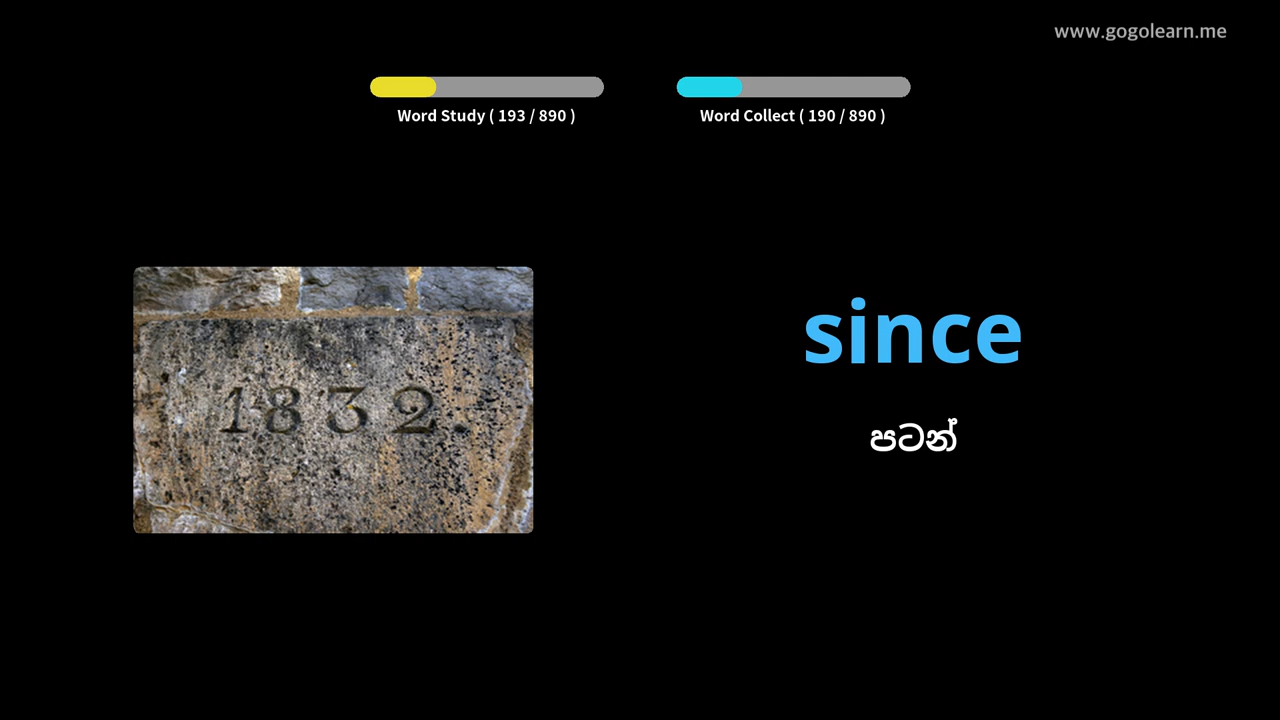 www.gogolearn.me
Word Study ( 193 / 890 )
Word Collect ( 190 / 890 )
1832.
since
පටන්